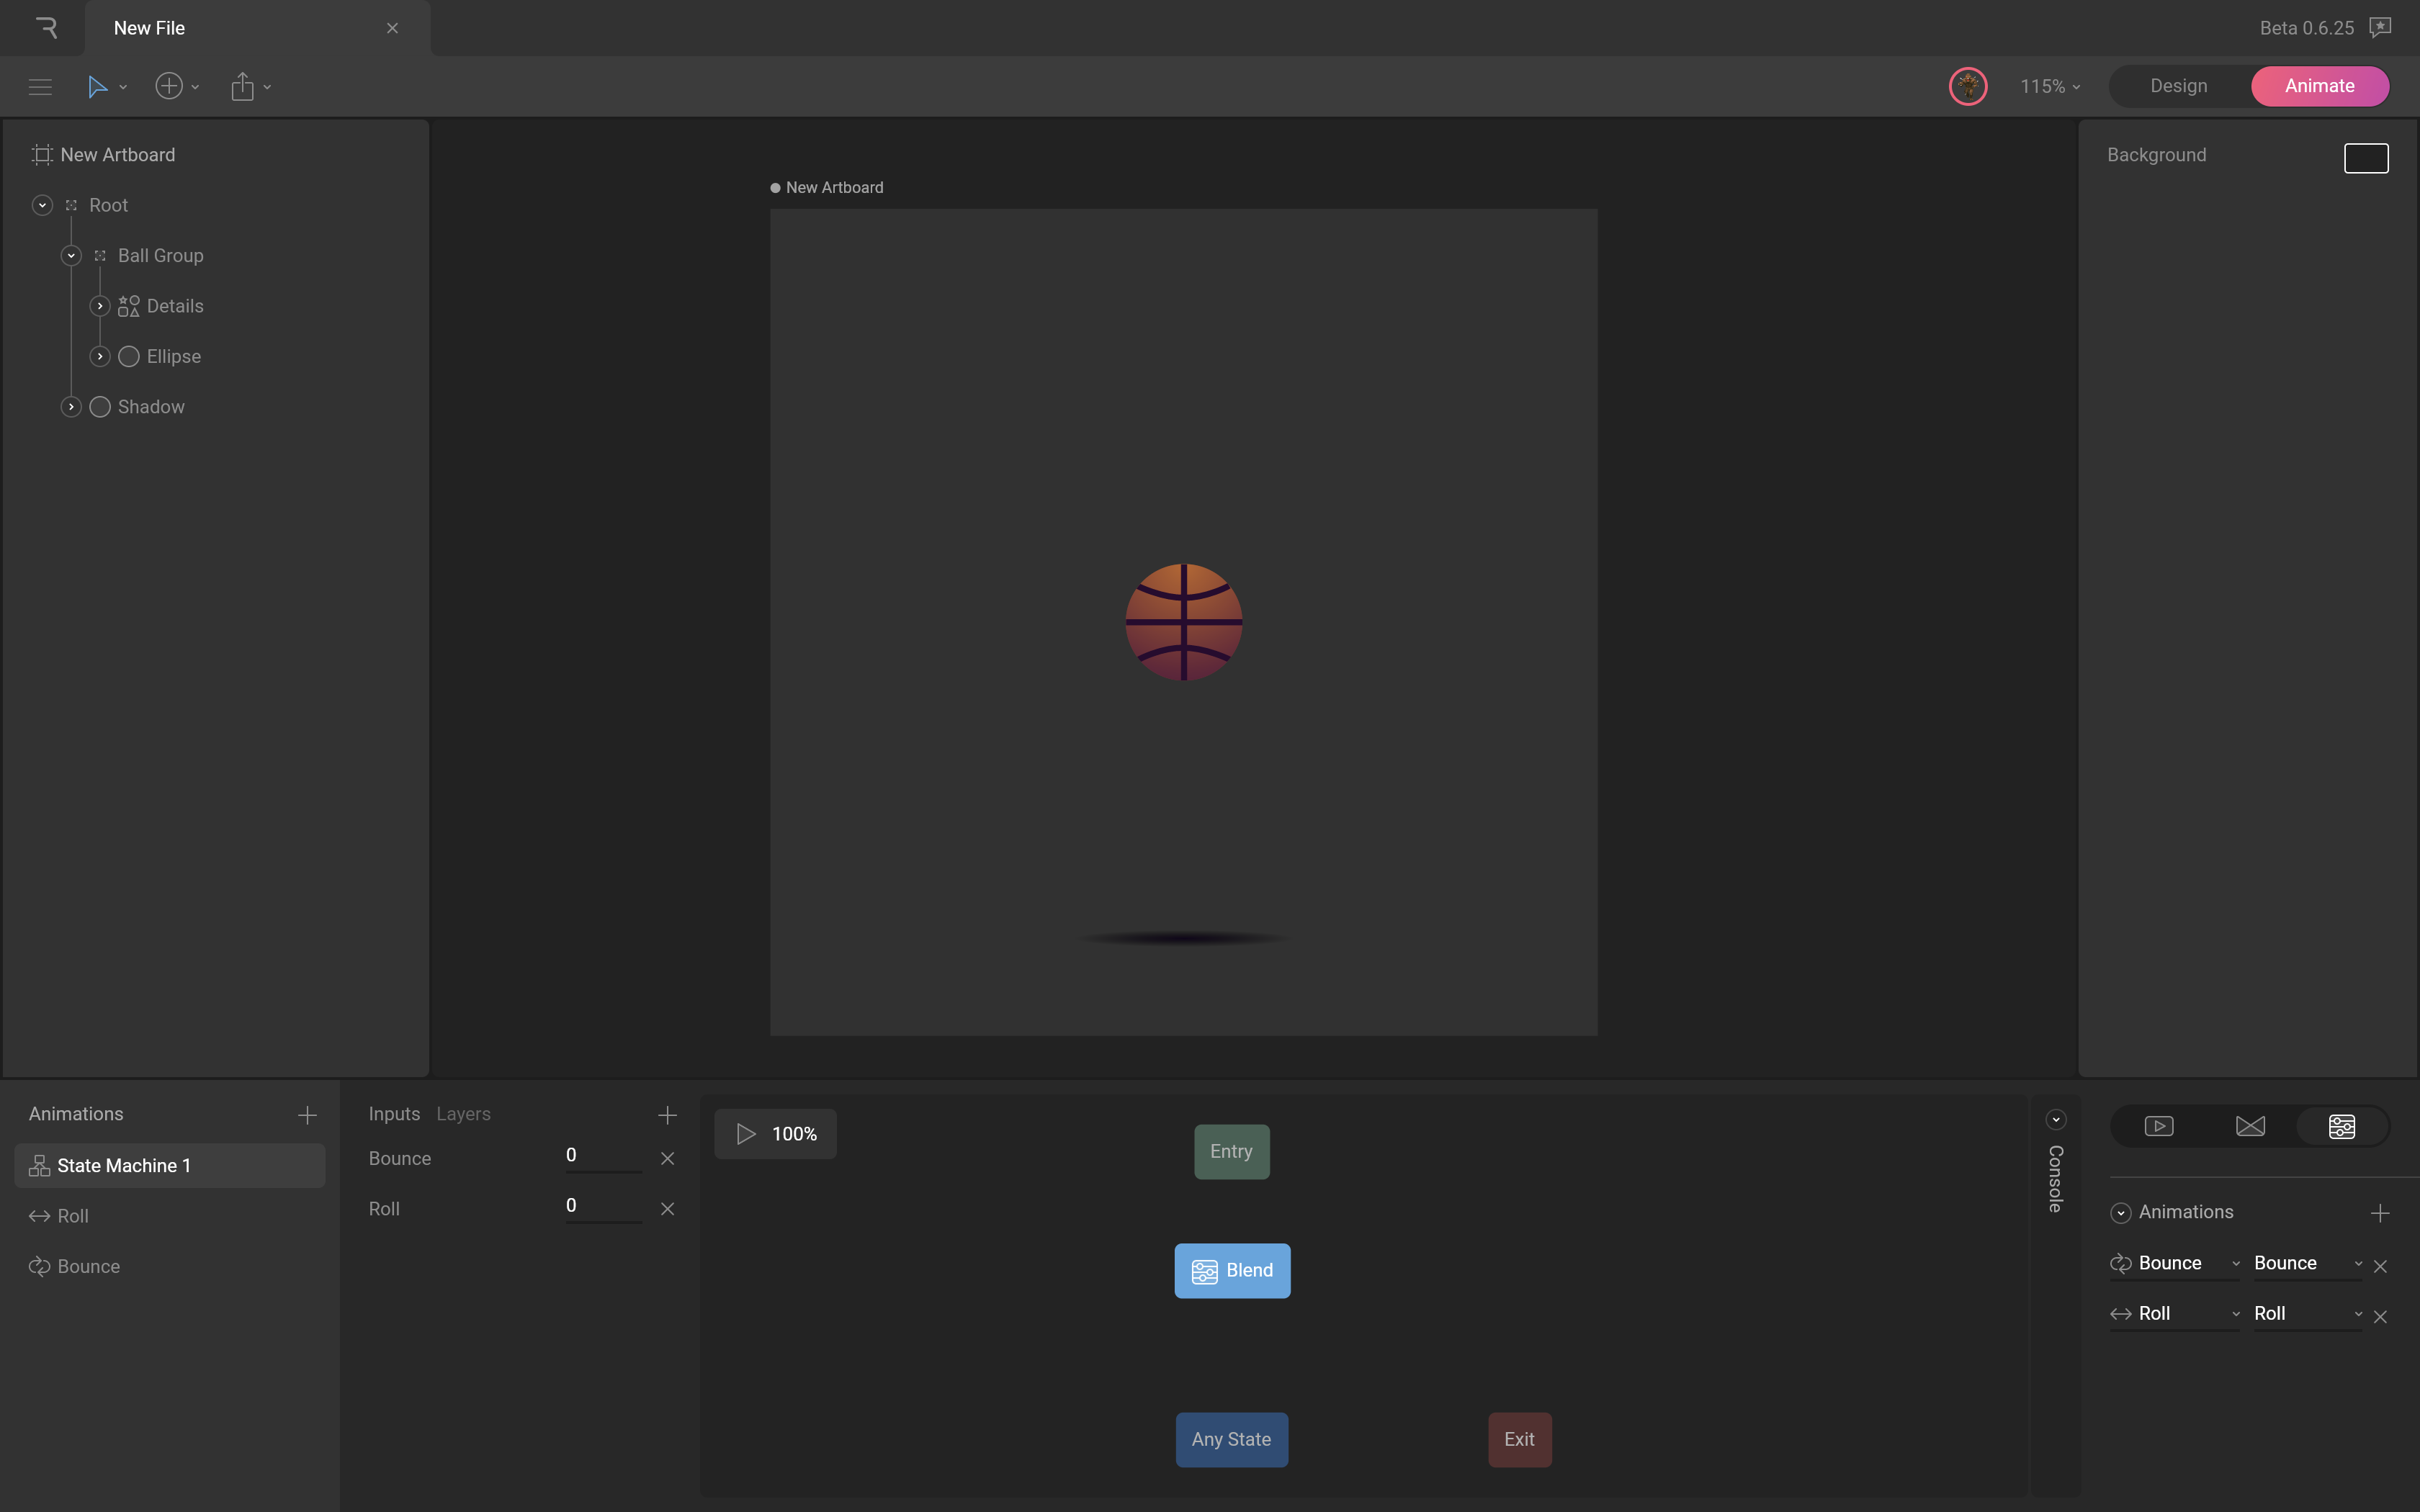 New File
Beta 0.6.25
115%
Design
Animate
New Artboard
Root
Ball Group
Details
Ellipse
Shadow
New Artboard
Background
Animations
State Machine 1
Roll
Bounce
Inputs Layers
Bounce 0
Roll 0
100%
Entry
Blend
Any State
Exit
Console
Animations
Bounce Bounce
Roll Roll